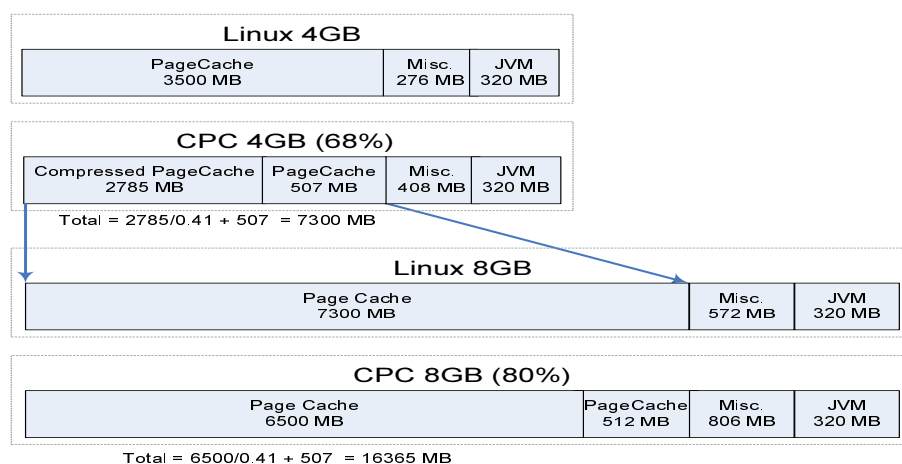 Linux 4GB
PageCache
3500 MB
Misc.
276 MB
JVM
320 MB
CPC 4GB (68%)
Compressed PageCache
2785 MB
PageCache
507 MB
Misc.
408 MB
JVM
320 MB
Total = 2785/0.41 + 507 = 7300 MB
Linux 8GB
Page Cache
7300 MB
Misc.
572 MB
JVM
320 MB
CPC 8GB (80%)
Page Cache
6500 MB
PageCache
512 MB
Misc.
806 MB
JVM
320 MB
Total = 6500/0.41 + 507 = 16365 MB